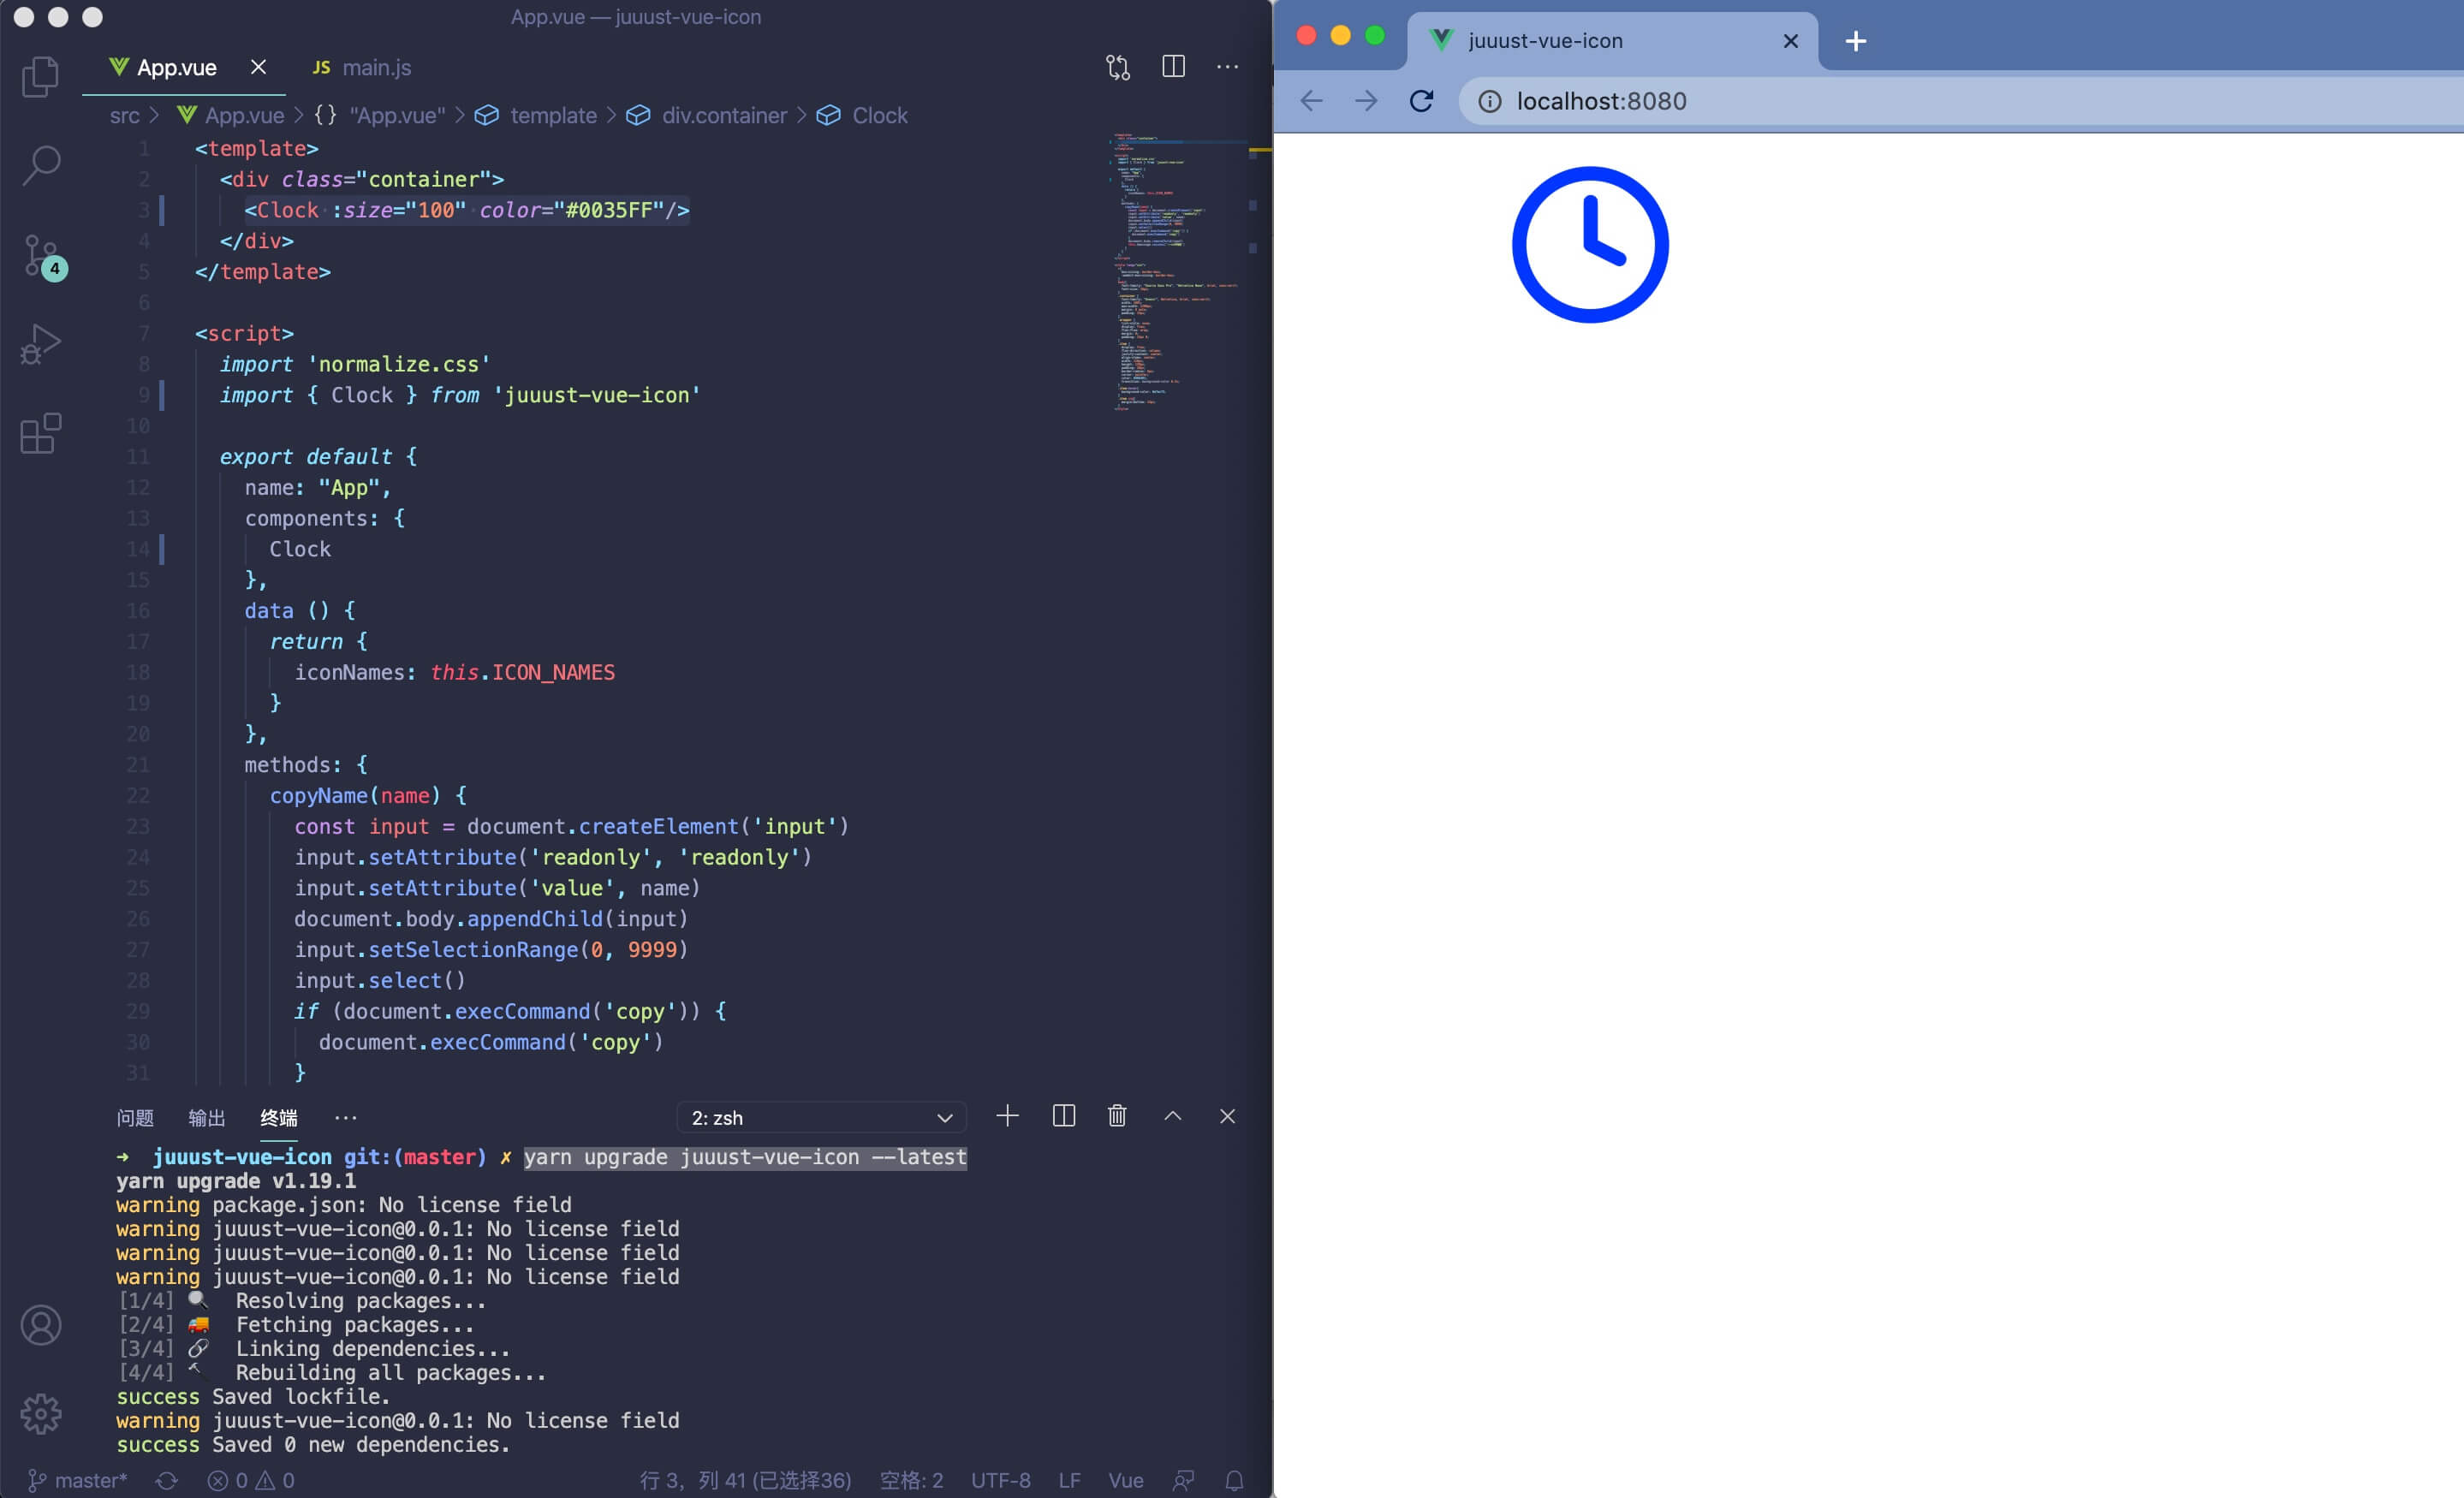 App.vue — juuust-vue-icon
App.vue
JS main.js
src > App.vue > {} "App.vue" > template > div.container > Clock
1 <template>
2 <div class="container">
3 <Clock :size="100" color="#0035FF"/>
4 </div>
5 </template>
6
7 <script>
8 import 'normalize.css'
9 import { Clock } from 'juuust-vue-icon'
10
11 export default {
12 name: "App",
13 components: {
14 Clock
15 },
16 data () {
17 return {
18 iconNames: this.ICON_NAMES
19 }
20 },
21 methods: {
22 copyName(name) {
23 const input = document.createElement('input')
24 input.setAttribute('readonly', 'readonly')
25 input.setAttribute('value', name)
26 document.body.appendChild(input)
27 input.setSelectionRange(0, 9999)
28 input.select()
29 if (document.execCommand('copy')) {
30 document.execCommand('copy')
31 }
4
问题 输出 终端 ··· 2: zsh
➜ juuust-vue-icon git:(master) ✗ yarn upgrade juuust-vue-icon --latest
yarn upgrade v1.19.1
warning package.json: No license field
warning juuust-vue-icon@0.0.1: No license field
warning juuust-vue-icon@0.0.1: No license field
warning juuust-vue-icon@0.0.1: No license field
[1/4] 🔍 Resolving packages...
[2/4] 🚚 Fetching packages...
[3/4] 🔗 Linking dependencies...
[4/4] 🔨 Rebuilding all packages...
success Saved lockfile.
warning juuust-vue-icon@0.0.1: No license field
success Saved 0 new dependencies.
master* 0 0 行 3，列 41 (已选择36) 空格: 2 UTF-8 LF Vue
juuust-vue-icon
localhost:8080